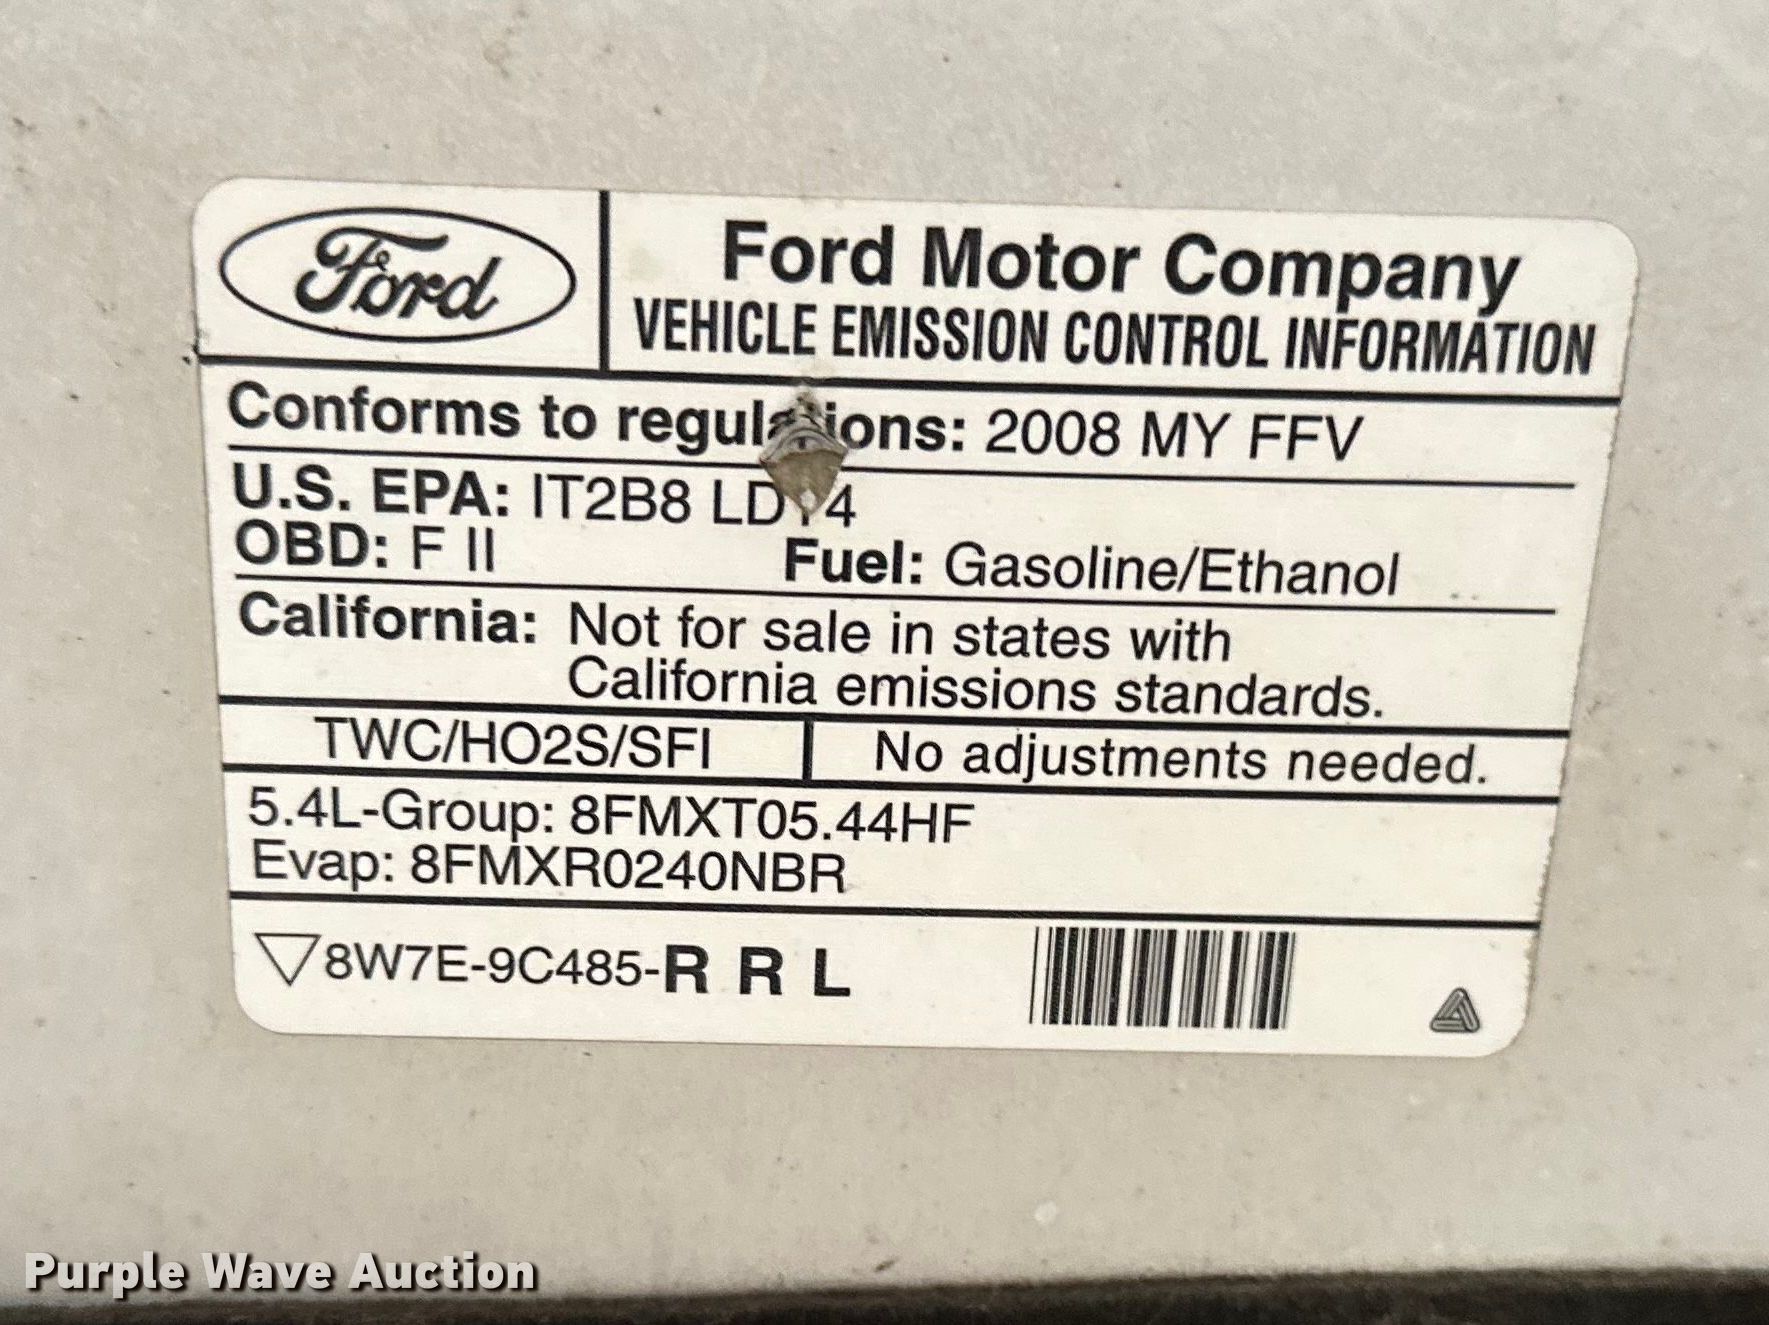 Ford
Ford Motor Company
VEHICLE EMISSION CONTROL INFORMATION
Conforms to regulations: 2008 MY FFV
U.S. EPA: IT2B8 LDT4
OBD: F II Fuel: Gasoline/Ethanol
California: Not for sale in states with
California emissions standards.
TWC/HO2S/SFI No adjustments needed.
5.4L-Group: 8FMXT05.44HF
Evap: 8FMXR0240NBR
8W7E-9C485-R R L
Purple Wave Auction